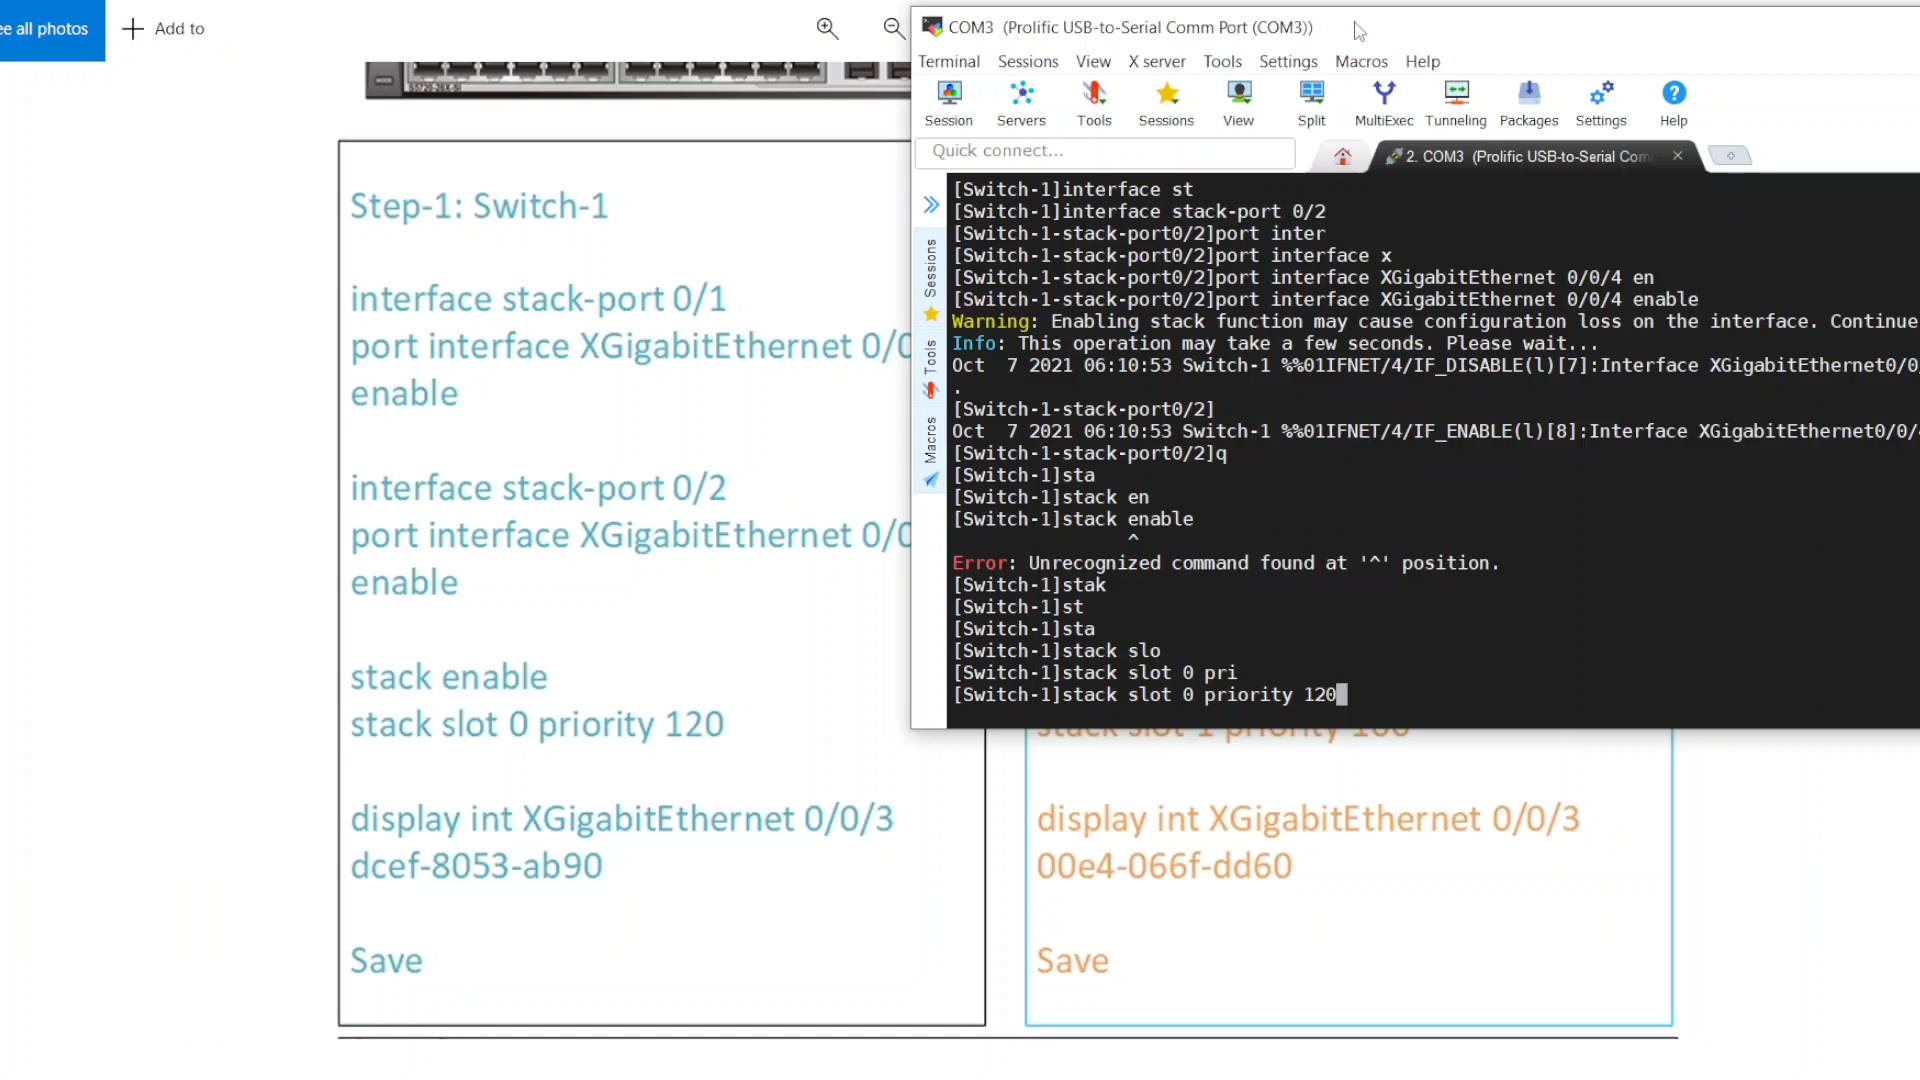 ee all photos
Add to
COM3 (Prolific USB-to-Serial Comm Port (COM3))
Terminal Sessions View X server Tools Settings Macros Help
Session Servers Tools Sessions View Split MultiExec Tunneling Packages Settings Help
Quick connect...
2. COM3 (Prolific USB-to-Serial Com
Sessions
Tools
Macros
[Switch-1]interface st
[Switch-1]interface stack-port 0/2
[Switch-1-stack-port0/2]port inter
[Switch-1-stack-port0/2]port interface x
[Switch-1-stack-port0/2]port interface XGigabitEthernet 0/0/4 en
[Switch-1-stack-port0/2]port interface XGigabitEthernet 0/0/4 enable
Warning: Enabling stack function may cause configuration loss on the interface. Continue
Info: This operation may take a few seconds. Please wait...
Oct  7 2021 06:10:53 Switch-1 %%01IFNET/4/IF_DISABLE(l)[7]:Interface XGigabitEthernet0/0/
.
[Switch-1-stack-port0/2]
Oct  7 2021 06:10:53 Switch-1 %%01IFNET/4/IF_ENABLE(l)[8]:Interface XGigabitEthernet0/0/
[Switch-1-stack-port0/2]q
[Switch-1]sta
[Switch-1]stack en
[Switch-1]stack enable
^
Error: Unrecognized command found at '^' position.
[Switch-1]stak
[Switch-1]st
[Switch-1]sta
[Switch-1]stack slo
[Switch-1]stack slot 0 pri
[Switch-1]stack slot 0 priority 120
Step-1: Switch-1
interface stack-port 0/1
port interface XGigabitEthernet 0/0
enable
interface stack-port 0/2
port interface XGigabitEthernet 0/0
enable
stack enable
stack slot 0 priority 120
display int XGigabitEthernet 0/0/3
dcef-8053-ab90
Save
stack slot 1 priority 100
display int XGigabitEthernet 0/0/3
00e4-066f-dd60
Save